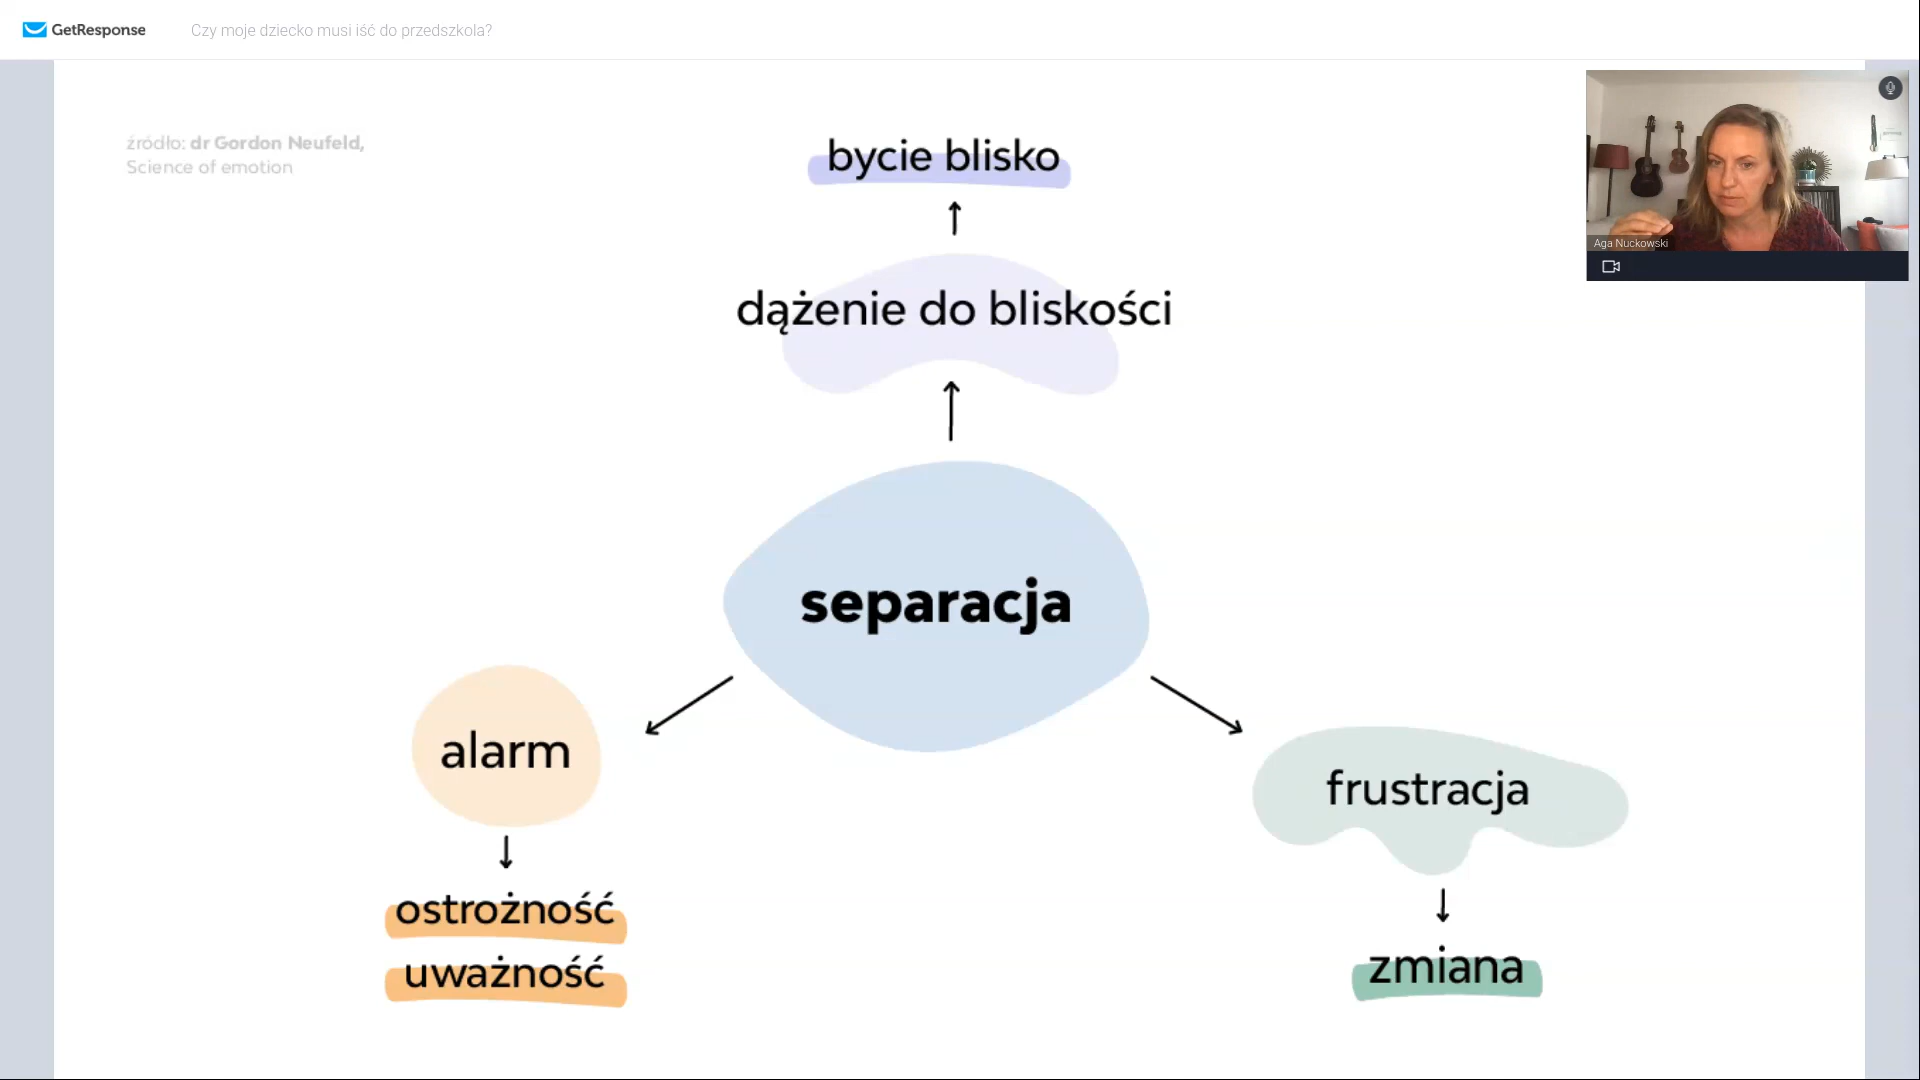 GetResponse
Czy moje dziecko musi iść do przedszkola?
źródło: dr Gordon Neufeld,
Science of emotion
bycie blisko
dążenie do bliskości
separacja
alarm
ostrożność
uważność
frustracja
zmiana
Aga Nuckowski